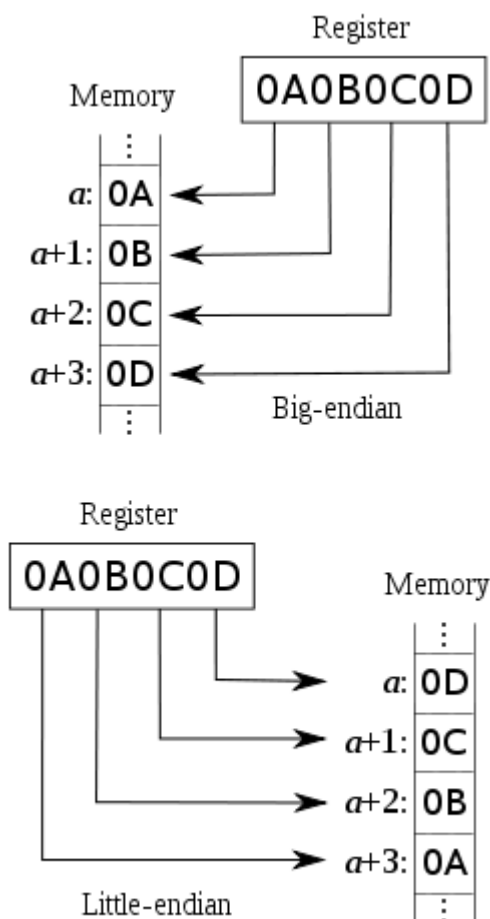 Register
0A0B0C0D
Memory
⋮
a: 0A
a+1: 0B
a+2: 0C
a+3: 0D
⋮
Big-endian
Register
0A0B0C0D
Memory
⋮
a: 0D
a+1: 0C
a+2: 0B
a+3: 0A
⋮
Little-endian